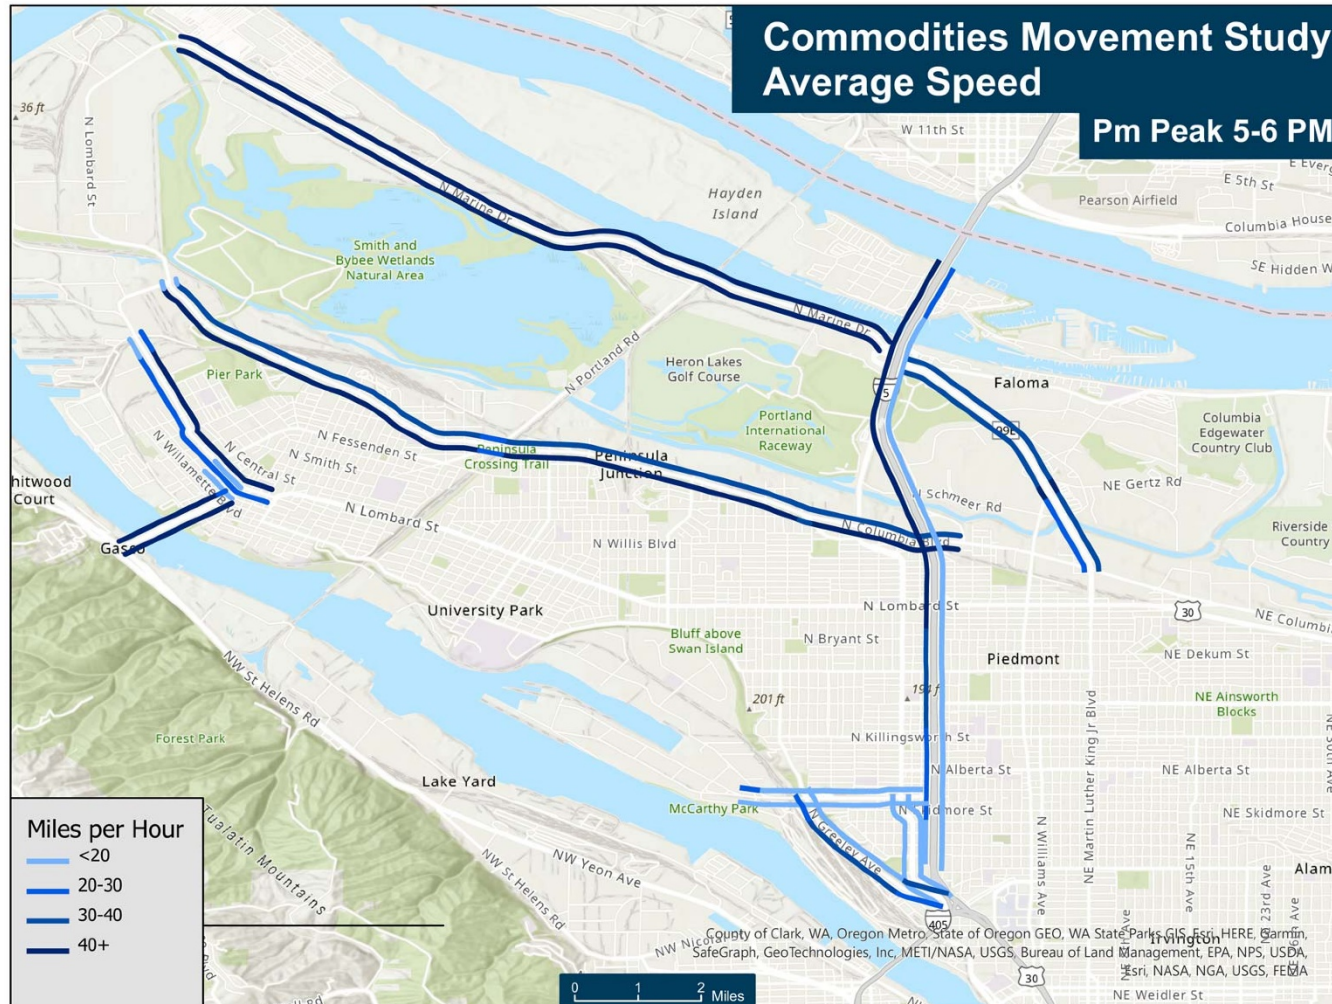 Commodities Movement Study
Average Speed
Pm Peak 5-6 PM
36 ft
N Lombard St
N Marine Dr
Hayden
Island
W 11th St
E 5th St
E Everg
Pearson Airfield
Columbia House
SE Hidden W
Smith and
Bybee Wetlands
Natural Area
N Marine Dr
N Portland Rd
Heron Lakes
Golf Course
Portland
International
Raceway
5
Faloma
99E
Columbia
Edgewater
Country Club
Pier Park
N Fessenden St
N Smith St
N Central St
N Willamette Blvd
Peninsula
Crossing Trail
Peninsula
Junction
NE Gertz Rd
N Schmeer Rd
Riverside
Country
hitwood
Court
N Lombard St
N Willis Blvd
N Columbia Blvd
Gasco
University Park
N Lombard St
30
NE Columbi
Bluff above
Swan Island
N Bryant St
Piedmont
NE Dekum St
NW St Helens Rd
201 ft
194 f
NE Ainsworth
Blocks
Forest Park
N Killingsworth St
NE Martin Luther King Jr Blvd
Lake Yard
N Alberta St
NE Alberta St
McCarthy Park
N Skidmore St
NE Skidmore St
N Greeley Ave
Tualatin Mountains
NW Yeon Ave
NW St Helens Rd
N Williams Ave
NE 15th Ave
Alam
NE 23rd Ave
405
Irvington
30
NE Weidler St
Miles per Hour
<20
20-30
30-40
40+
0 1 2
Miles
County of Clark, WA, Oregon Metro, State of Oregon GEO, WA State Parks GIS, Esri, HERE, Garmin,
SafeGraph, GeoTechnologies, Inc, METI/NASA, USGS, Bureau of Land Management, EPA, NPS, USDA,
Esri, NASA, NGA, USGS, FEMA